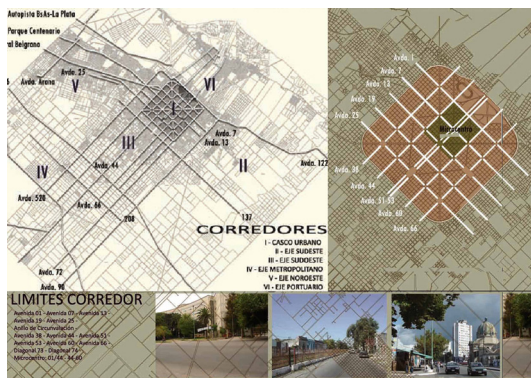 Autopista BsAs-La Plata
Parque Centenario
ral Belgrano
Avda. 25
Avda. Arana
V
VI
I
III
II
IV
Avda. 7
Avda. 13
Avda. 44
Avda. 122
Avda. 520
Avda. 66
208
137
Avda. 72
Avda. 90
CORREDORES
I - CASCO URBANO
II - EJE SUDESTE
III - EJE SUDOESTE
IV - EJE METROPOLITANO
V - EJE NOROESTE
VI - EJE PORTUARIO
Avda. 1
Avda. 7
Avda. 13
Avda. 19
Avda. 25
Microcentro
Avda. 38
Avda. 44
Avda. 51-53
Avda. 60
Avda. 66
LIMITES CORREDOR
Avenida 01 - Avenida 07 - Avenida 13 -
Avenida 19 - Avenida 25 -
Anillo de Circunvalación -
Avenida 38 - Avenida 44 - Avenida 51 -
Avenida 53 - Avenida 60 - Avenida 66 -
Diagonal 73 - Diagonal 74 -
Microcentro: 01/44 -